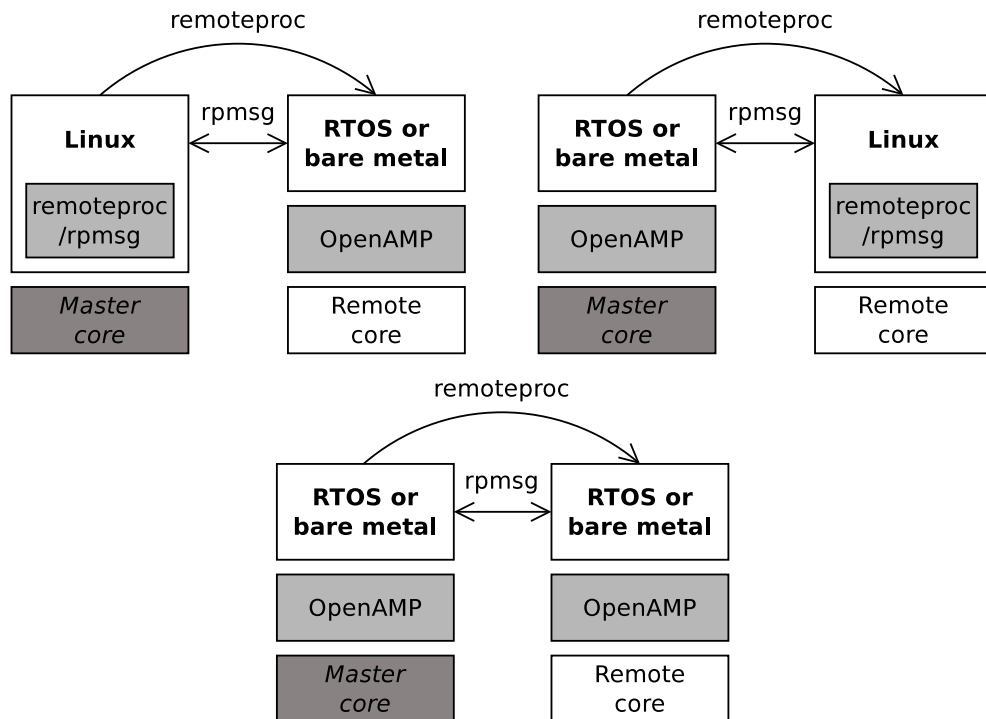 remoteproc
rpmsg
Linux
remoteproc
/rpmsg
Master
core
RTOS or
bare metal
OpenAMP
Remote
core
remoteproc
rpmsg
RTOS or
bare metal
OpenAMP
Master
core
Linux
remoteproc
/rpmsg
Remote
core
remoteproc
rpmsg
RTOS or
bare metal
OpenAMP
Master
core
RTOS or
bare metal
OpenAMP
Remote
core